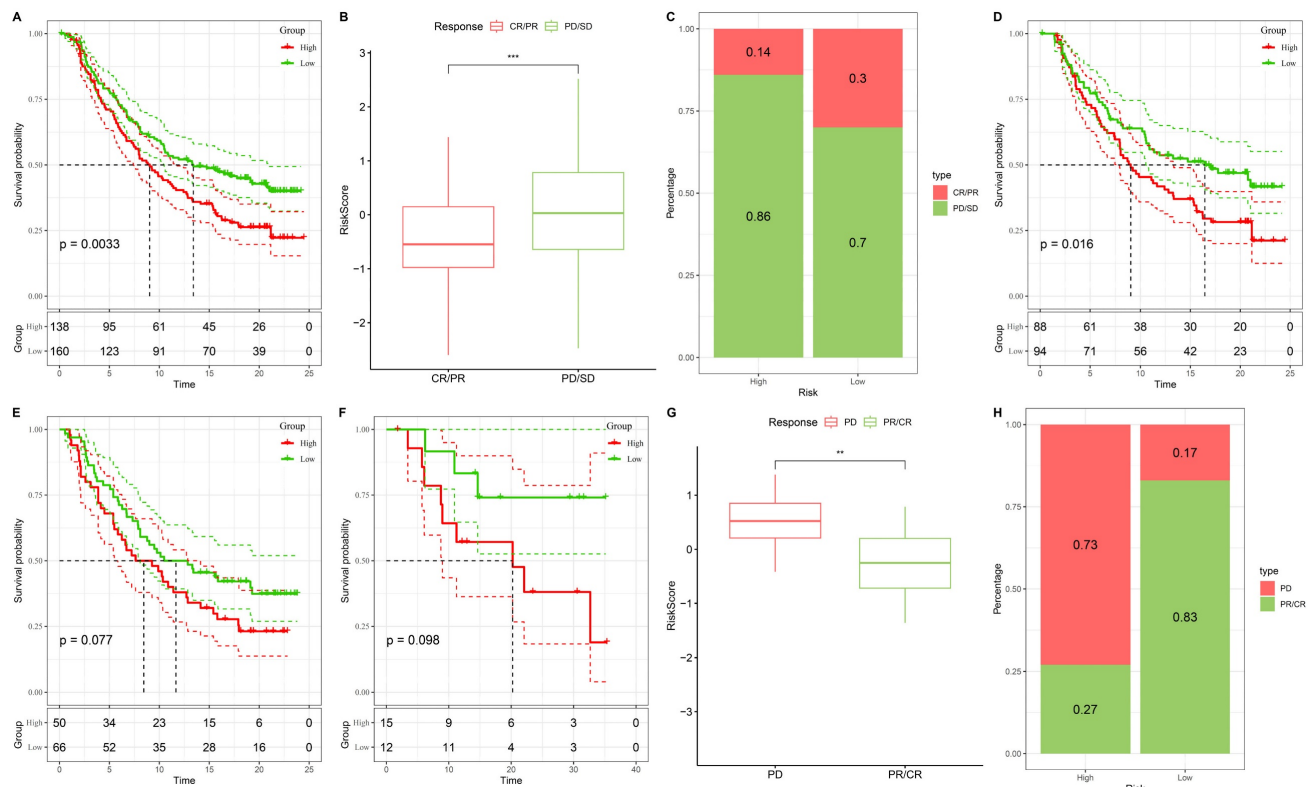 A
Group
High
Low
Survival probability
1.00
0.75
0.50
0.25
0.00
p = 0.0033
Group
High 138 95 61 45 26 0
Low 160 123 91 70 39 0
0 5 10 15 20 25
Time
B
Response CR/PR PD/SD
***
RiskScore
3
2
1
0
−1
−2
CR/PR PD/SD
C
Percentage
1.00
0.75
0.50
0.25
0.00
0.14
0.3
0.86
0.7
High Low
Risk
type
CR/PR
PD/SD
D
Group
High
Low
Survival probability
1.00
0.75
0.50
0.25
0.00
p = 0.016
Group
High 88 61 38 30 20 0
Low 94 71 56 42 23 0
0 5 10 15 20 25
Time
E
Group
High
Low
Survival probability
1.00
0.75
0.50
0.25
0.00
p = 0.077
Group
High 50 34 23 15 6 0
Low 66 52 35 28 16 0
0 5 10 15 20 25
Time
F
Group
High
Low
Survival probability
1.00
0.75
0.50
0.25
0.00
p = 0.098
Group
High 15 9 6 3 0
Low 12 11 4 3 0
0 10 20 30 40
Time
G
Response PD PR/CR
**
RiskScore
1
0
−1
−2
−3
PD PR/CR
H
Percentage
1.00
0.75
0.50
0.25
0.00
0.73
0.17
0.27
0.83
High Low
Risk
type
PD
PR/CR